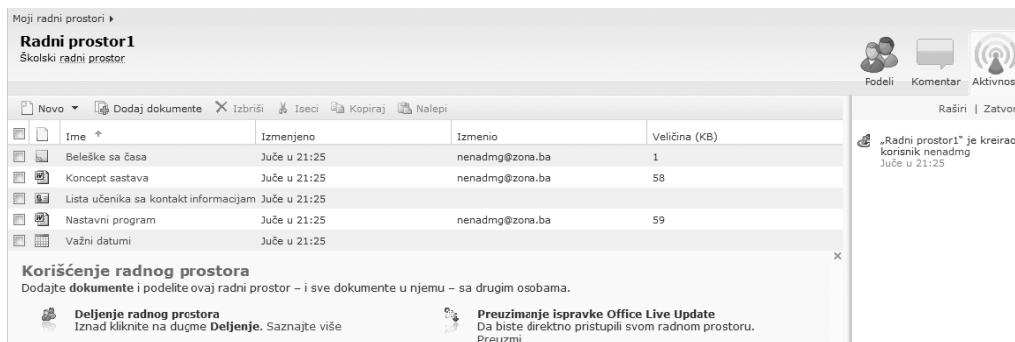 Moji radni prostori
Radni prostor1
Školski radni prostor
Fodeli Komentar Aktivnos
Novo Dodaj dokumente Izbriši Iseci Kopiraj Nalepi
Raširi | Zatvor
Ime Izmenjeno Izmenio Veličina (KB)
Beleške sa časa Juče u 21:25 nenadmg@zona.ba 1
Koncept sastava Juče u 21:25 nenadmg@zona.ba 58
Lista učenika sa kontakt informacijam Juče u 21:25
Nastavni program Juče u 21:25 nenadmg@zona.ba 59
Važni datumi Juče u 21:25
„Radni prostor1“ je kreirao
korisnik nenadmg
Juče u 21:25
Korišćenje radnog prostora
Dodajte dokumente i podelite ovaj radni prostor – i sve dokumente u njemu – sa drugim osobama.
Deljenje radnog prostora
Iznad kliknite na dugme Deljenje. Saznajte više
Preuzimanje ispravke Office Live Update
Da biste direktno pristupili svom radnom prostoru.
Preuzmi